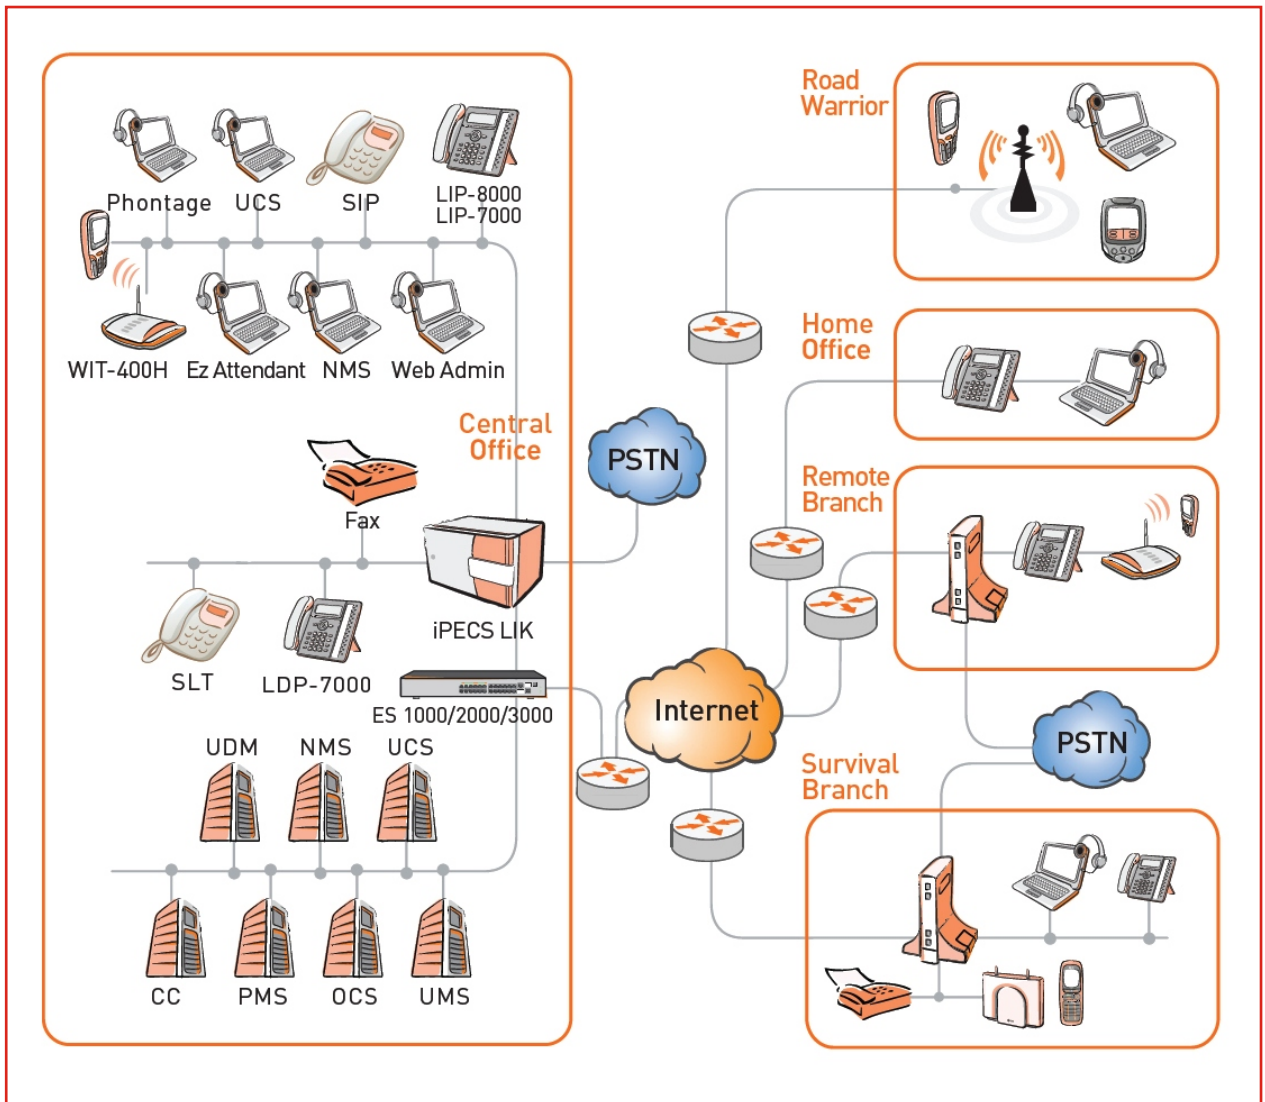 Road
Warrior
Phontage
UCS
SIP
LIP-8000
LIP-7000
WIT-400H
Ez Attendant
NMS
Web Admin
Home
Office
Central
Office
PSTN
Remote
Branch
Fax
iPECS LIK
SLT
LDP-7000
ES 1000/2000/3000
Internet
PSTN
UDM
NMS
UCS
Survival
Branch
CC
PMS
OCS
UMS